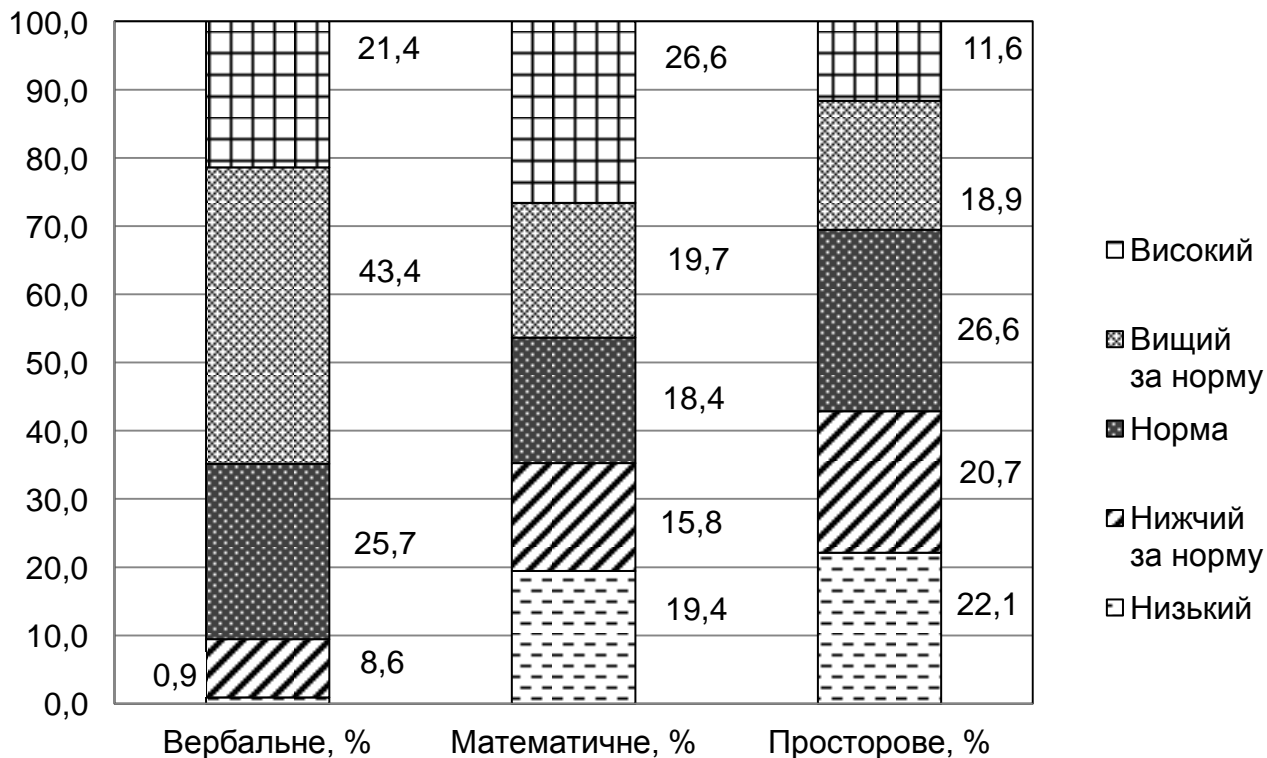 100,0
90,0
80,0
70,0
60,0
50,0
40,0
30,0
20,0
10,0
0,0
21,4
43,4
25,7
8,6
0,9
26,6
19,7
18,4
15,8
19,4
11,6
18,9
26,6
20,7
22,1
Вербальне, %
Математичне, %
Просторове, %
Високий
Вищий
за норму
Норма
Нижчий
за норму
Низький